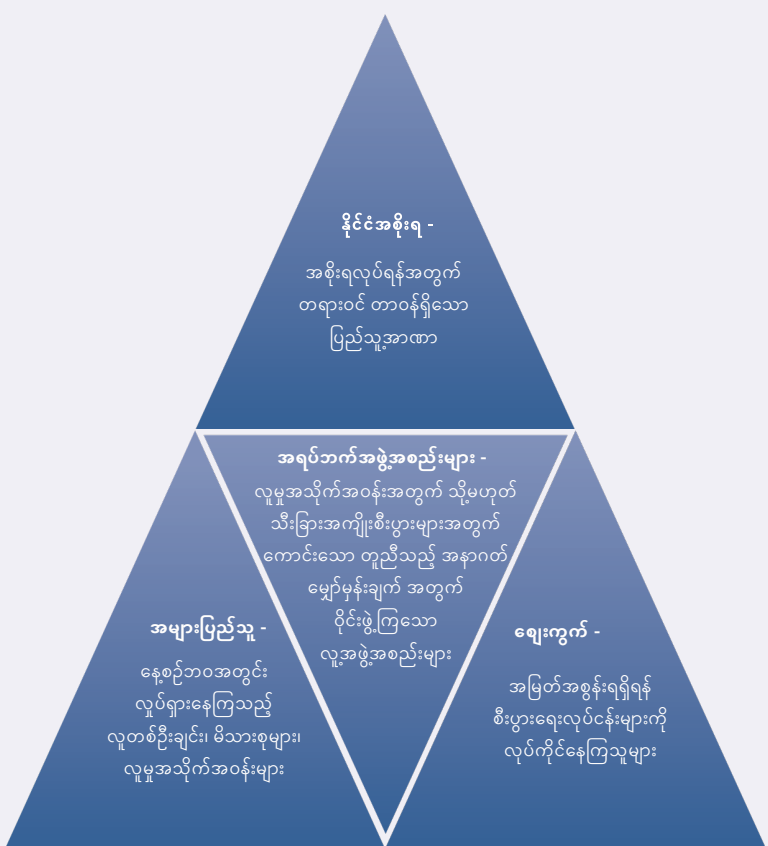 နိုင်ငံအစိုးရ -
အစိုးရလုပ်ရန်အတွက်
တရားဝင် တာဝန်ရှိသော
ပြည်သူ့အာဏာ
အရပ်ဘက်အဖွဲ့အစည်းများ -
လူမှုအသိုက်အဝန်းအတွက် သို့မဟုတ်
သီးခြားအကျိုးစီးပွားများအတွက်
ကောင်းသော တူညီသည့် အနာဂတ်
မျှော်မှန်းချက် အတွက်
ဝိုင်းဖွဲ့ကြသော
လူ့အဖွဲ့အစည်းများ
အများပြည်သူ -
နေ့စဉ်ဘဝအတွင်း
လှုပ်ရှားနေကြသည့်
လူတစ်ဦးချင်း၊ မိသားစုများ၊
လူမှုအသိုက်အဝန်းများ
စျေးကွက် -
အမြတ်အစွန်းရရှိရန်
စီးပွားရေးလုပ်ငန်းများကို
လုပ်ကိုင်နေကြသူများ